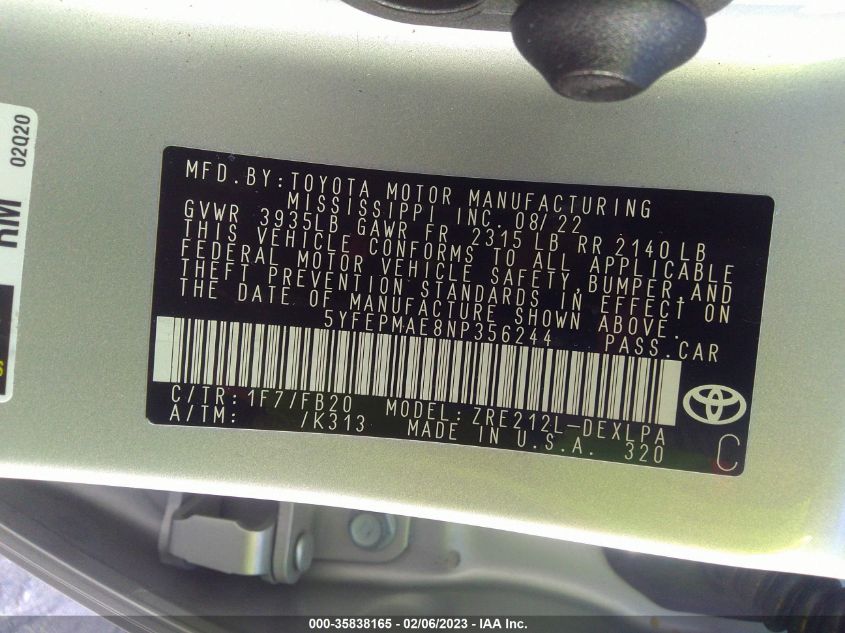 02Q20
RM
MFD.BY:TOYOTA MOTOR MANUFACTURING
MISSISSIPPI INC. 08/22
GVWR 3935LB GAWR FR 2315 LB RR 2140 LB
THIS VEHICLE CONFORMS TO ALL APPLICABLE
FEDERAL MOTOR VEHICLE SAFETY,BUMPER,AND
THEFT PREVENTION STANDARDS IN EFFECT ON
THE DATE OF MANUFACTURE SHOWN ABOVE.
5YFEPMAE8NP356244 PASS.CAR
C/TR:1F7/FB20 MODEL:ZRE212L-DEXLPA
A/TM: /K313 MADE IN U.S.A. 320
C
000-35838165 — 02/06/2023 — IAA Inc.